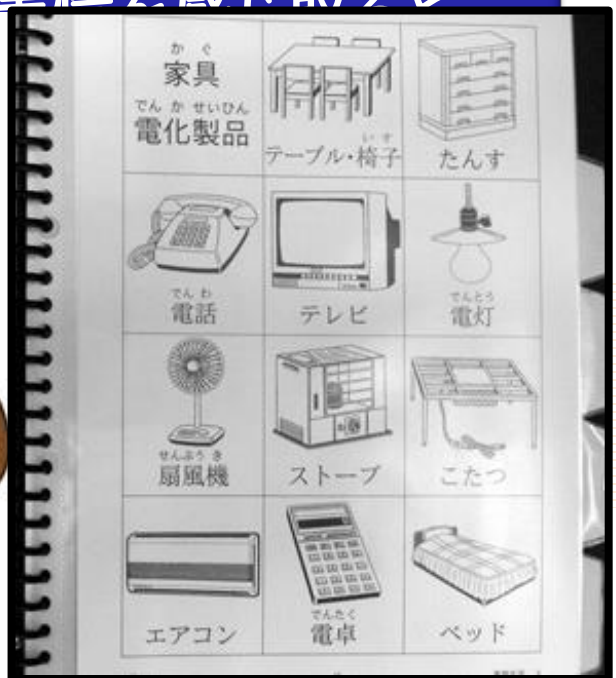 かぐ
家具
でんかせいひん
電化製品
いす
テーブル・椅子
たんす
でんわ
電話
テレビ
でんとう
電灯
せんぷうき
扇風機
ストーブ
こたつ
エアコン
でんたく
電卓
ベッド